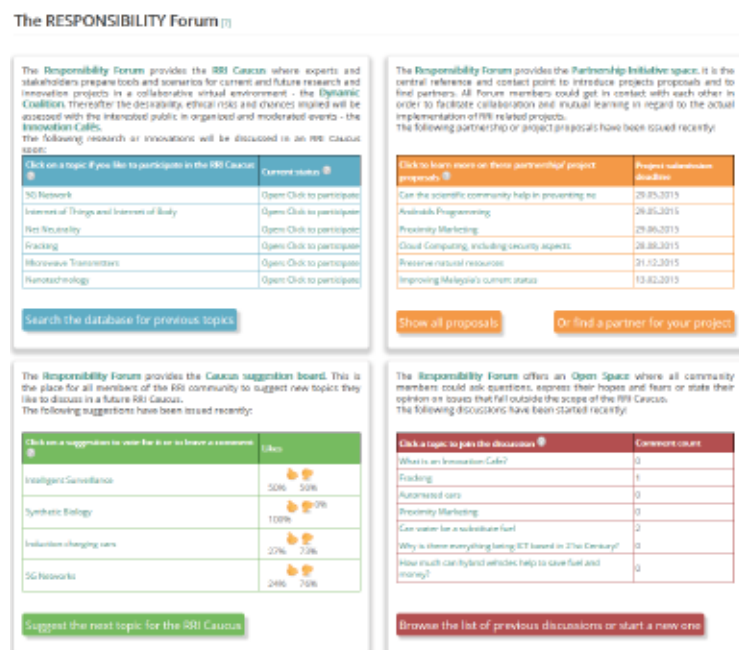 The RESPONSIBILITY Forum [?]
The Responsibility Forum provides the RRI Caucus where experts and
stakeholders prepare tools and scenarios for current and future research and
innovation projects in a collaborative virtual environment - the Dynamic
Coalition. Thereafter the desirability, ethical risks and chances implied will be
assessed with the interested public in organized and moderated events - the
Innovation Cafés.
The following research or innovations will be discussed in an RRI Caucus
soon:
Click on a topic if you like to participate in the RRI Caucus
Current status
5G Network Open: Click to participate
Internet of Things and Internet of Body Open: Click to participate
Net Neutrality Open: Click to participate
Fracking Open: Click to participate
Microwave Transmitters Open: Click to participate
Nanotechnology Open: Click to participate
Search the database for previous topics
The Responsibility Forum provides the Partnership Initiative space. It is the
central reference and contact point to introduce projects proposals and to
find partners. All Forum members could get in contact with each other in
order to facilitate collaboration and mutual learning in regard to the actual
implementation of RRI related projects.
The following partnership or project proposals have been issued recently:
Click to learn more on these partnership/ project
proposals
Project submission
deadline
Can the scientific community help in preventing ne 29.05.2015
Androids Programming 29.05.2015
Proximity Marketing 29.06.2015
Cloud Computing, including security aspects 28.08.2015
Preserve natural resources 31.12.2015
Improving Malaysia's current status 13.02.2015
Show all proposals
Or find a partner for your project
The Responsibility Forum provides the Caucus suggestion board. This is
the place for all members of the RRI community to suggest new topics they
like to discuss in a future RRI Caucus.
The following suggestions have been issued recently:
Click on a suggestion to vote for it or to leave a comment
Likes
Intelligent Surveillance
50% 50%
Synthetic Biology
0%
100%
Induction charging cars
27% 73%
5G Networks
24% 76%
Suggest the next topic for the RRI Caucus
The Responsibility Forum offers an Open Space where all community
members could ask questions, express their hopes and fears or state their
opinion on issues that fall outside the scope of the RRI Caucus.
The following discussions have been started recently:
Click a topic to join the discussion
Comment count
What is an Innovation Cafe? 0
Fracking 1
Automated cars 0
Proximity Marketing 0
Can water be a substitute fuel 2
Why is there everything being ICT based in 21st Century? 0
How much can hybrid vehicles help to save fuel and
money?
0
Browse the list of previous discussions or start a new one